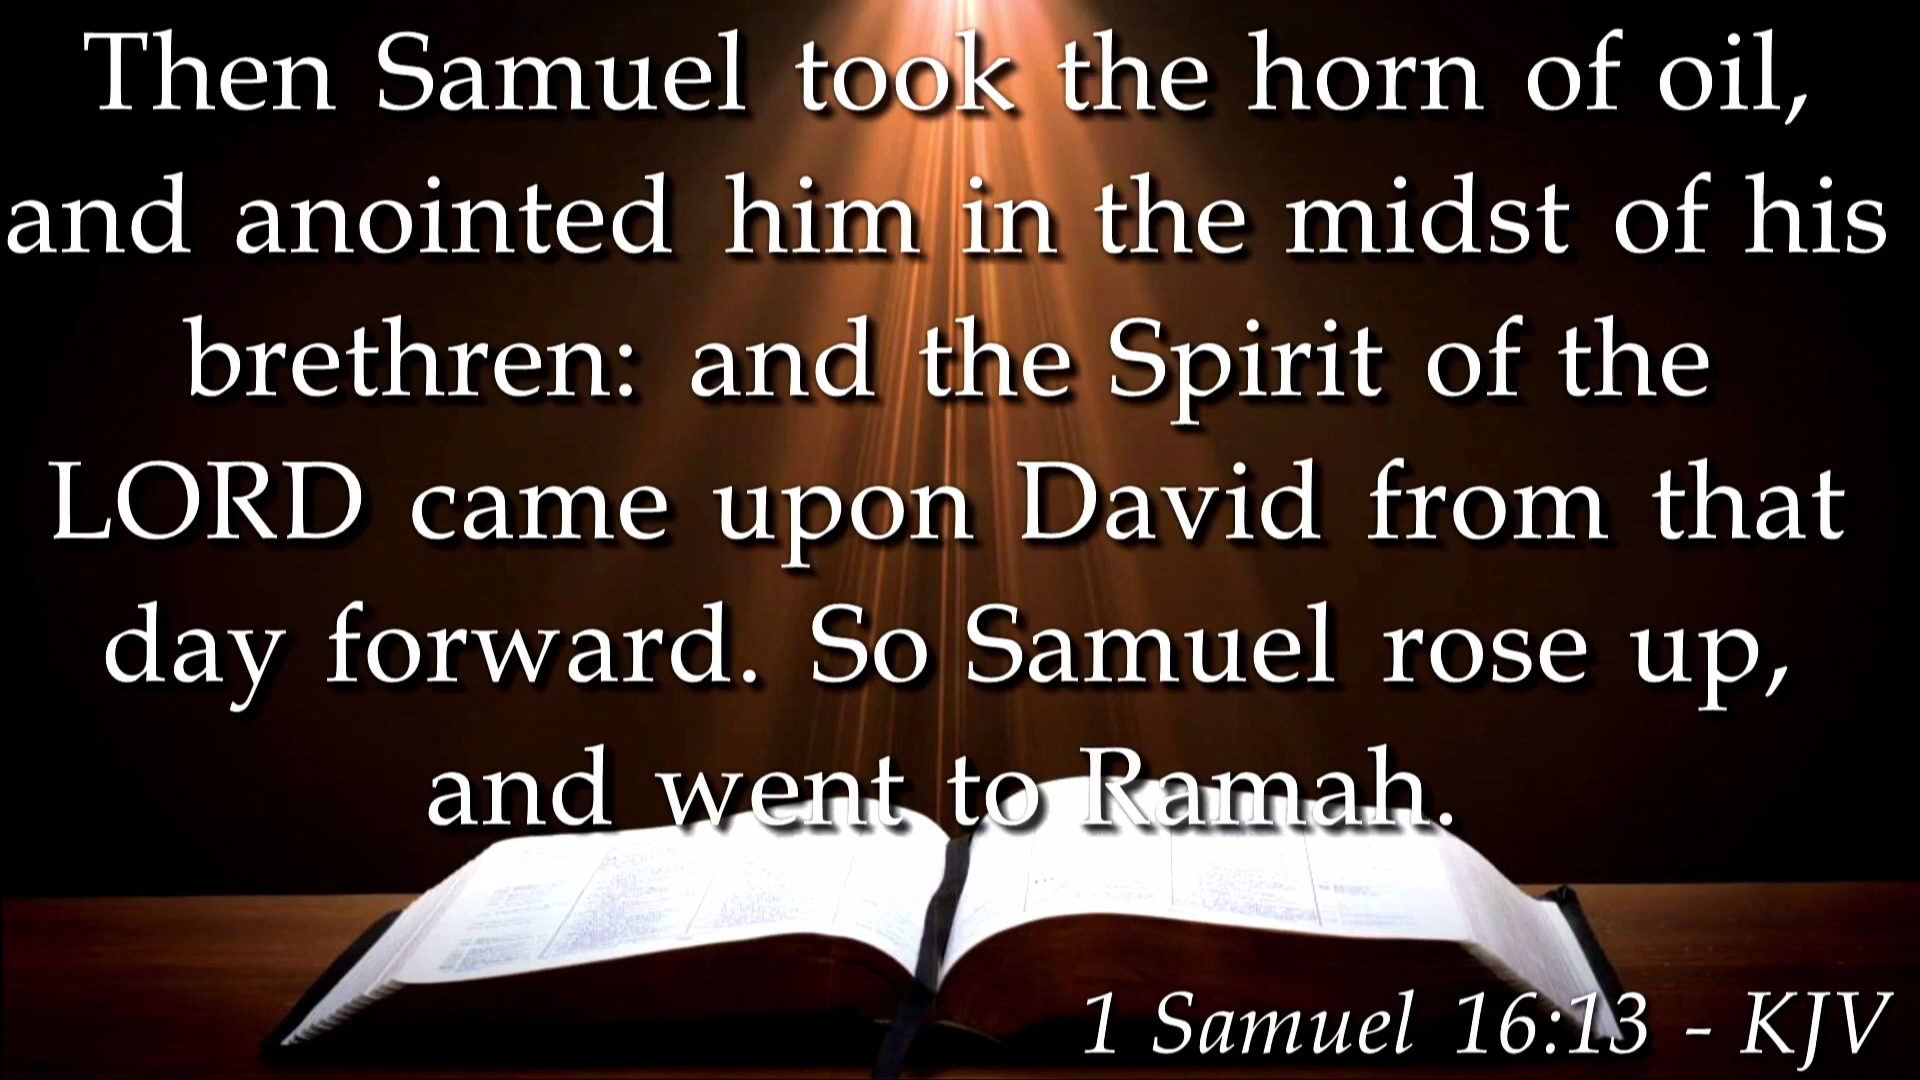 Then Samuel took the horn of oil,
and anointed him in the midst of his
brethren: and the Spirit of the
LORD came upon David from that
day forward. So Samuel rose up,
and went to Ramah.
1 Samuel 16:13 - KJV